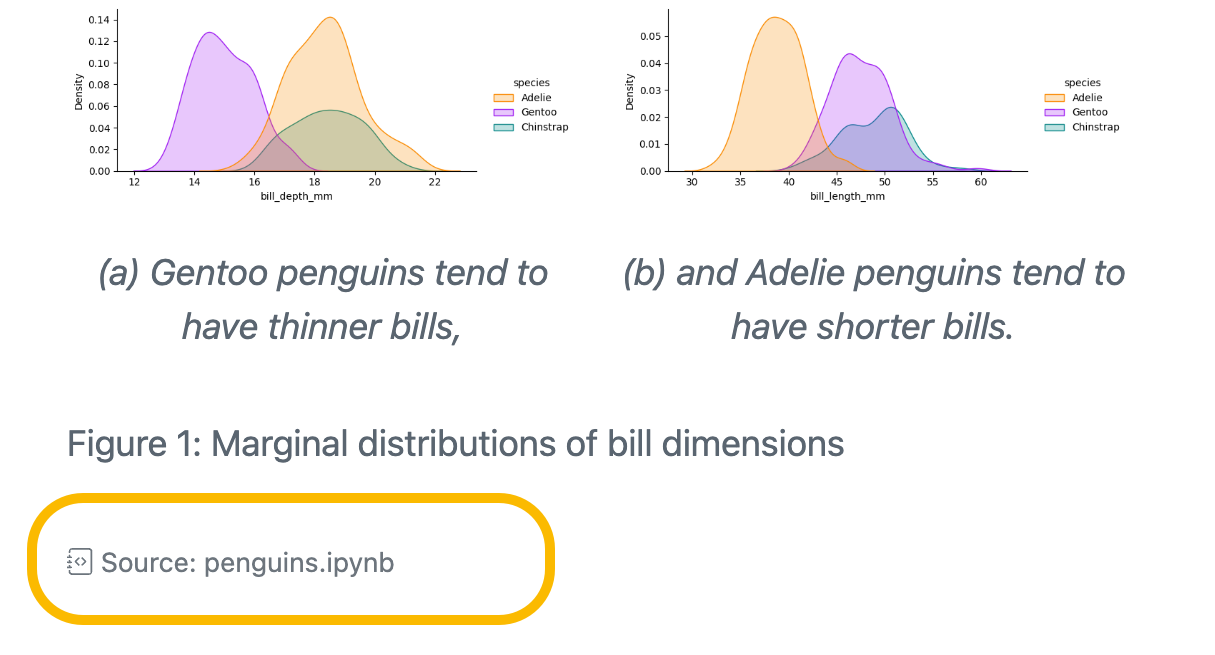 0.14
0.12
0.10
0.08
0.06
0.04
0.02
0.00
Density
12 14 16 18 20 22
bill_depth_mm
species
Adelie
Gentoo
Chinstrap
0.05
0.04
0.03
0.02
0.01
0.00
Density
30 35 40 45 50 55 60
bill_length_mm
species
Adelie
Gentoo
Chinstrap
(a) Gentoo penguins tend to
have thinner bills,
(b) and Adelie penguins tend to
have shorter bills.
Figure 1: Marginal distributions of bill dimensions
Source: penguins.ipynb